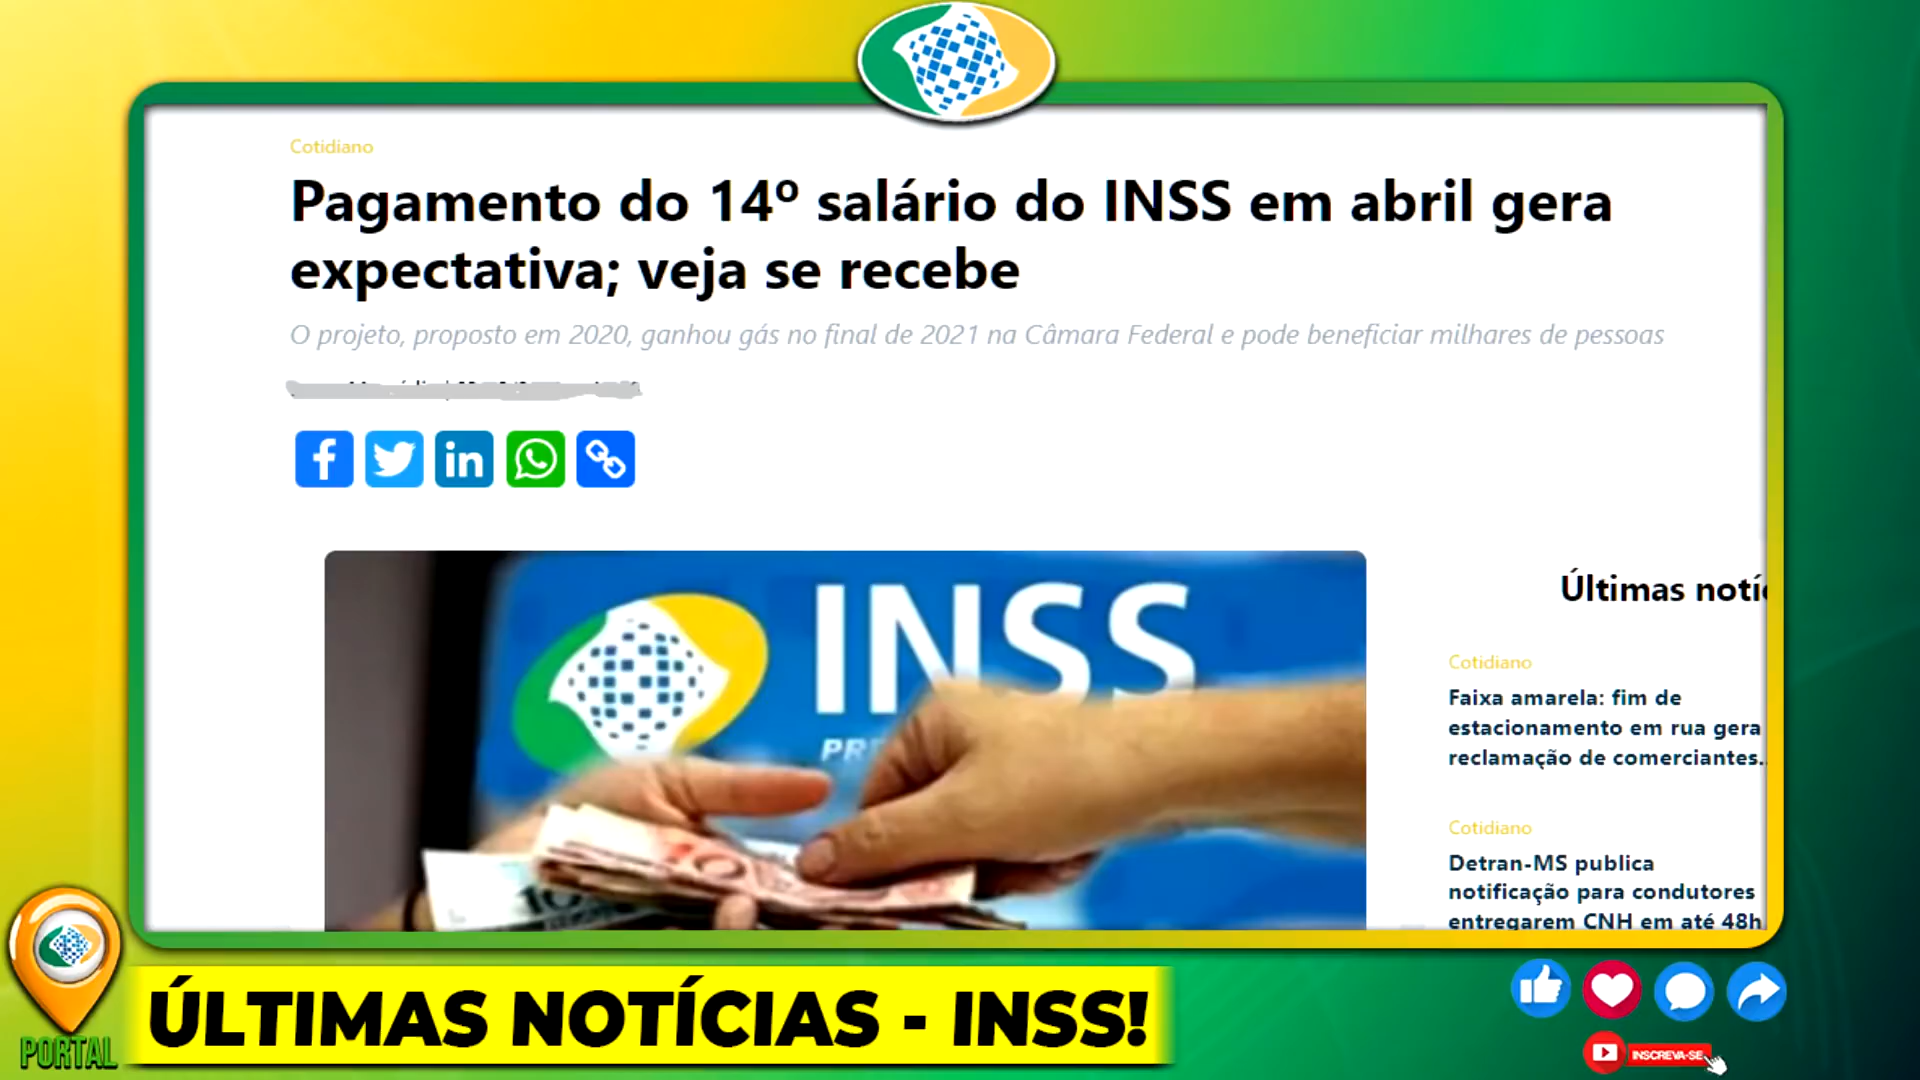 Cotidiano
Pagamento do 14º salário do INSS em abril gera
expectativa; veja se recebe
O projeto, proposto em 2020, ganhou gás no final de 2021 na Câmara Federal e pode beneficiar milhares de pessoas
INSS
Últimas
Cotidiano
Faixa amarela: fim de
estacionamento em rua gera
reclamação de comerciantes..
Cotidiano
Detran-MS publica
notificação para condutores
entregarem CNH em até 48h
PORTAL
ÚLTIMAS NOTÍCIAS - INSS!
INSCREVA-SE